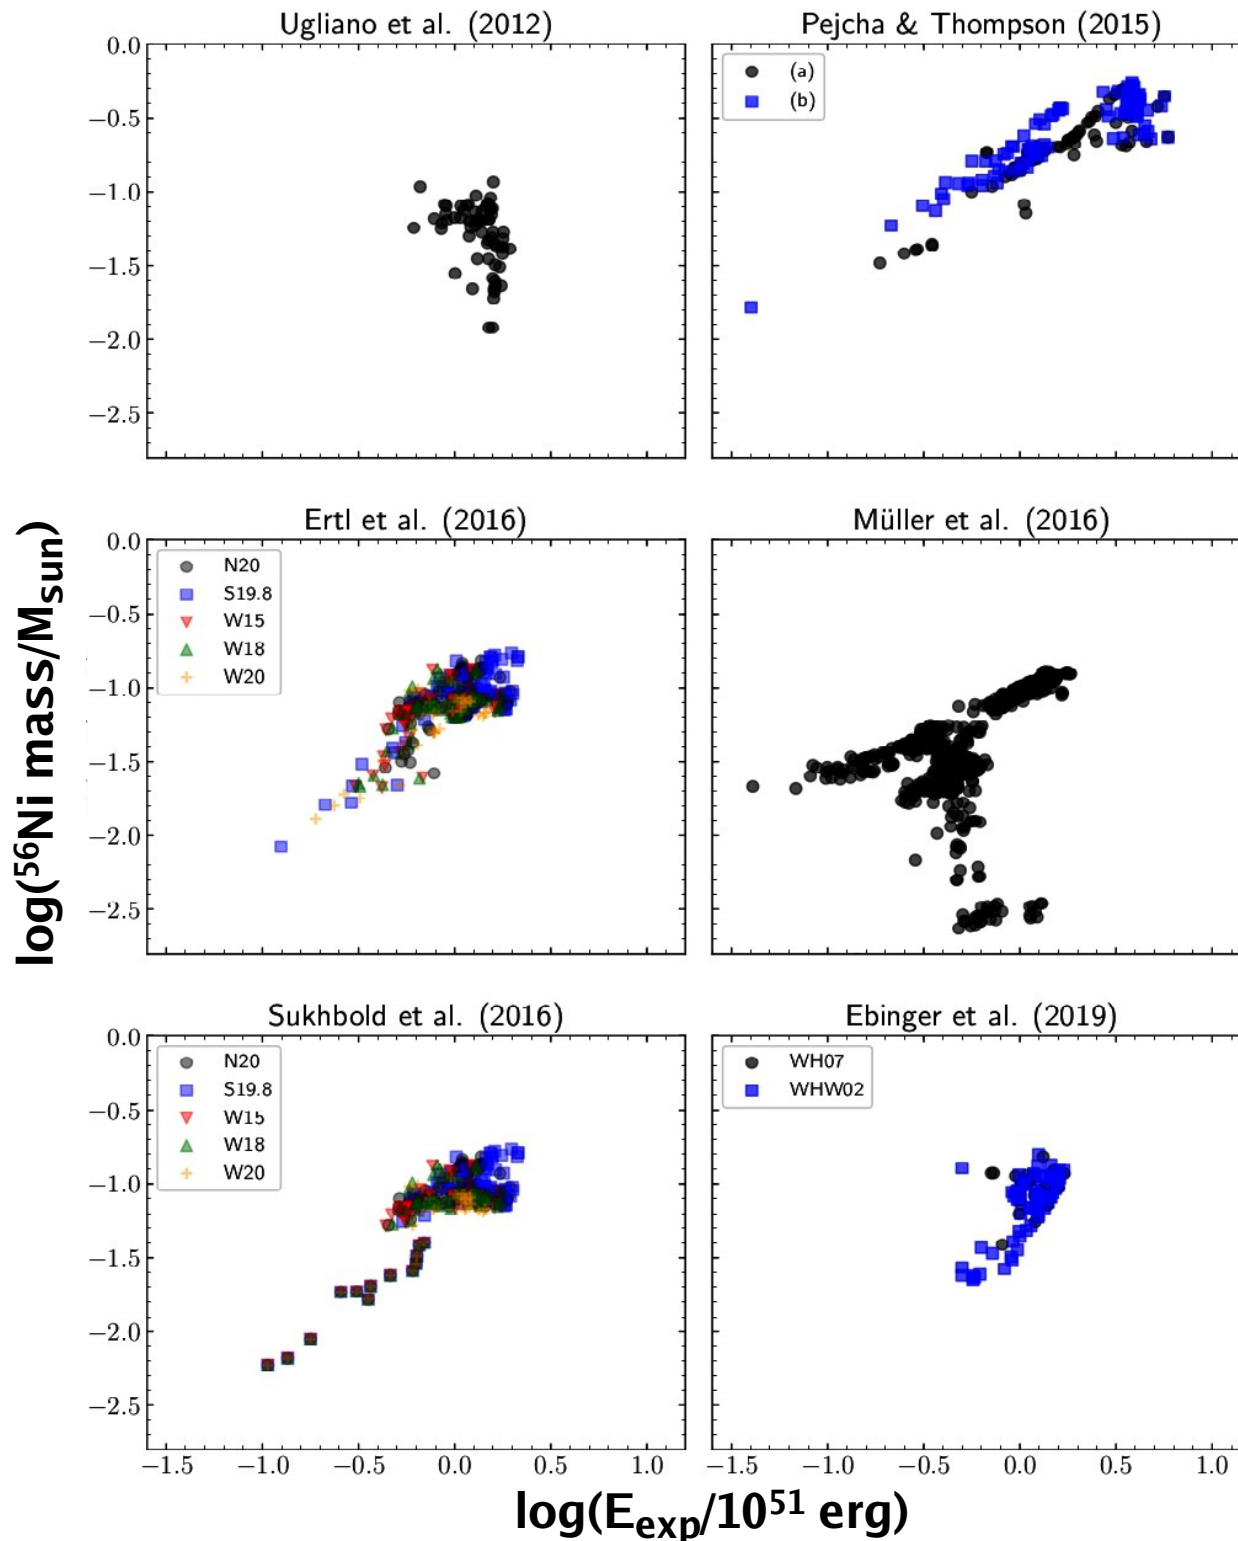 Ugliano et al. (2012)
Pejcha & Thompson (2015)
0.0
−0.5
−1.0
−1.5
−2.0
−2.5
(a)
(b)
Ertl et al. (2016)
Müller et al. (2016)
0.0
−0.5
−1.0
−1.5
−2.0
−2.5
N20
S19.8
W15
W18
W20
log(⁵⁶Ni mass/M_sun)
Sukhbold et al. (2016)
Ebinger et al. (2019)
0.0
−0.5
−1.0
−1.5
−2.0
−2.5
N20
S19.8
W15
W18
W20
WH07
WHW02
−1.5 −1.0 −0.5 0.0 0.5 1.0
−1.5 −1.0 −0.5 0.0 0.5 1.0
log(E_exp/10⁵¹ erg)